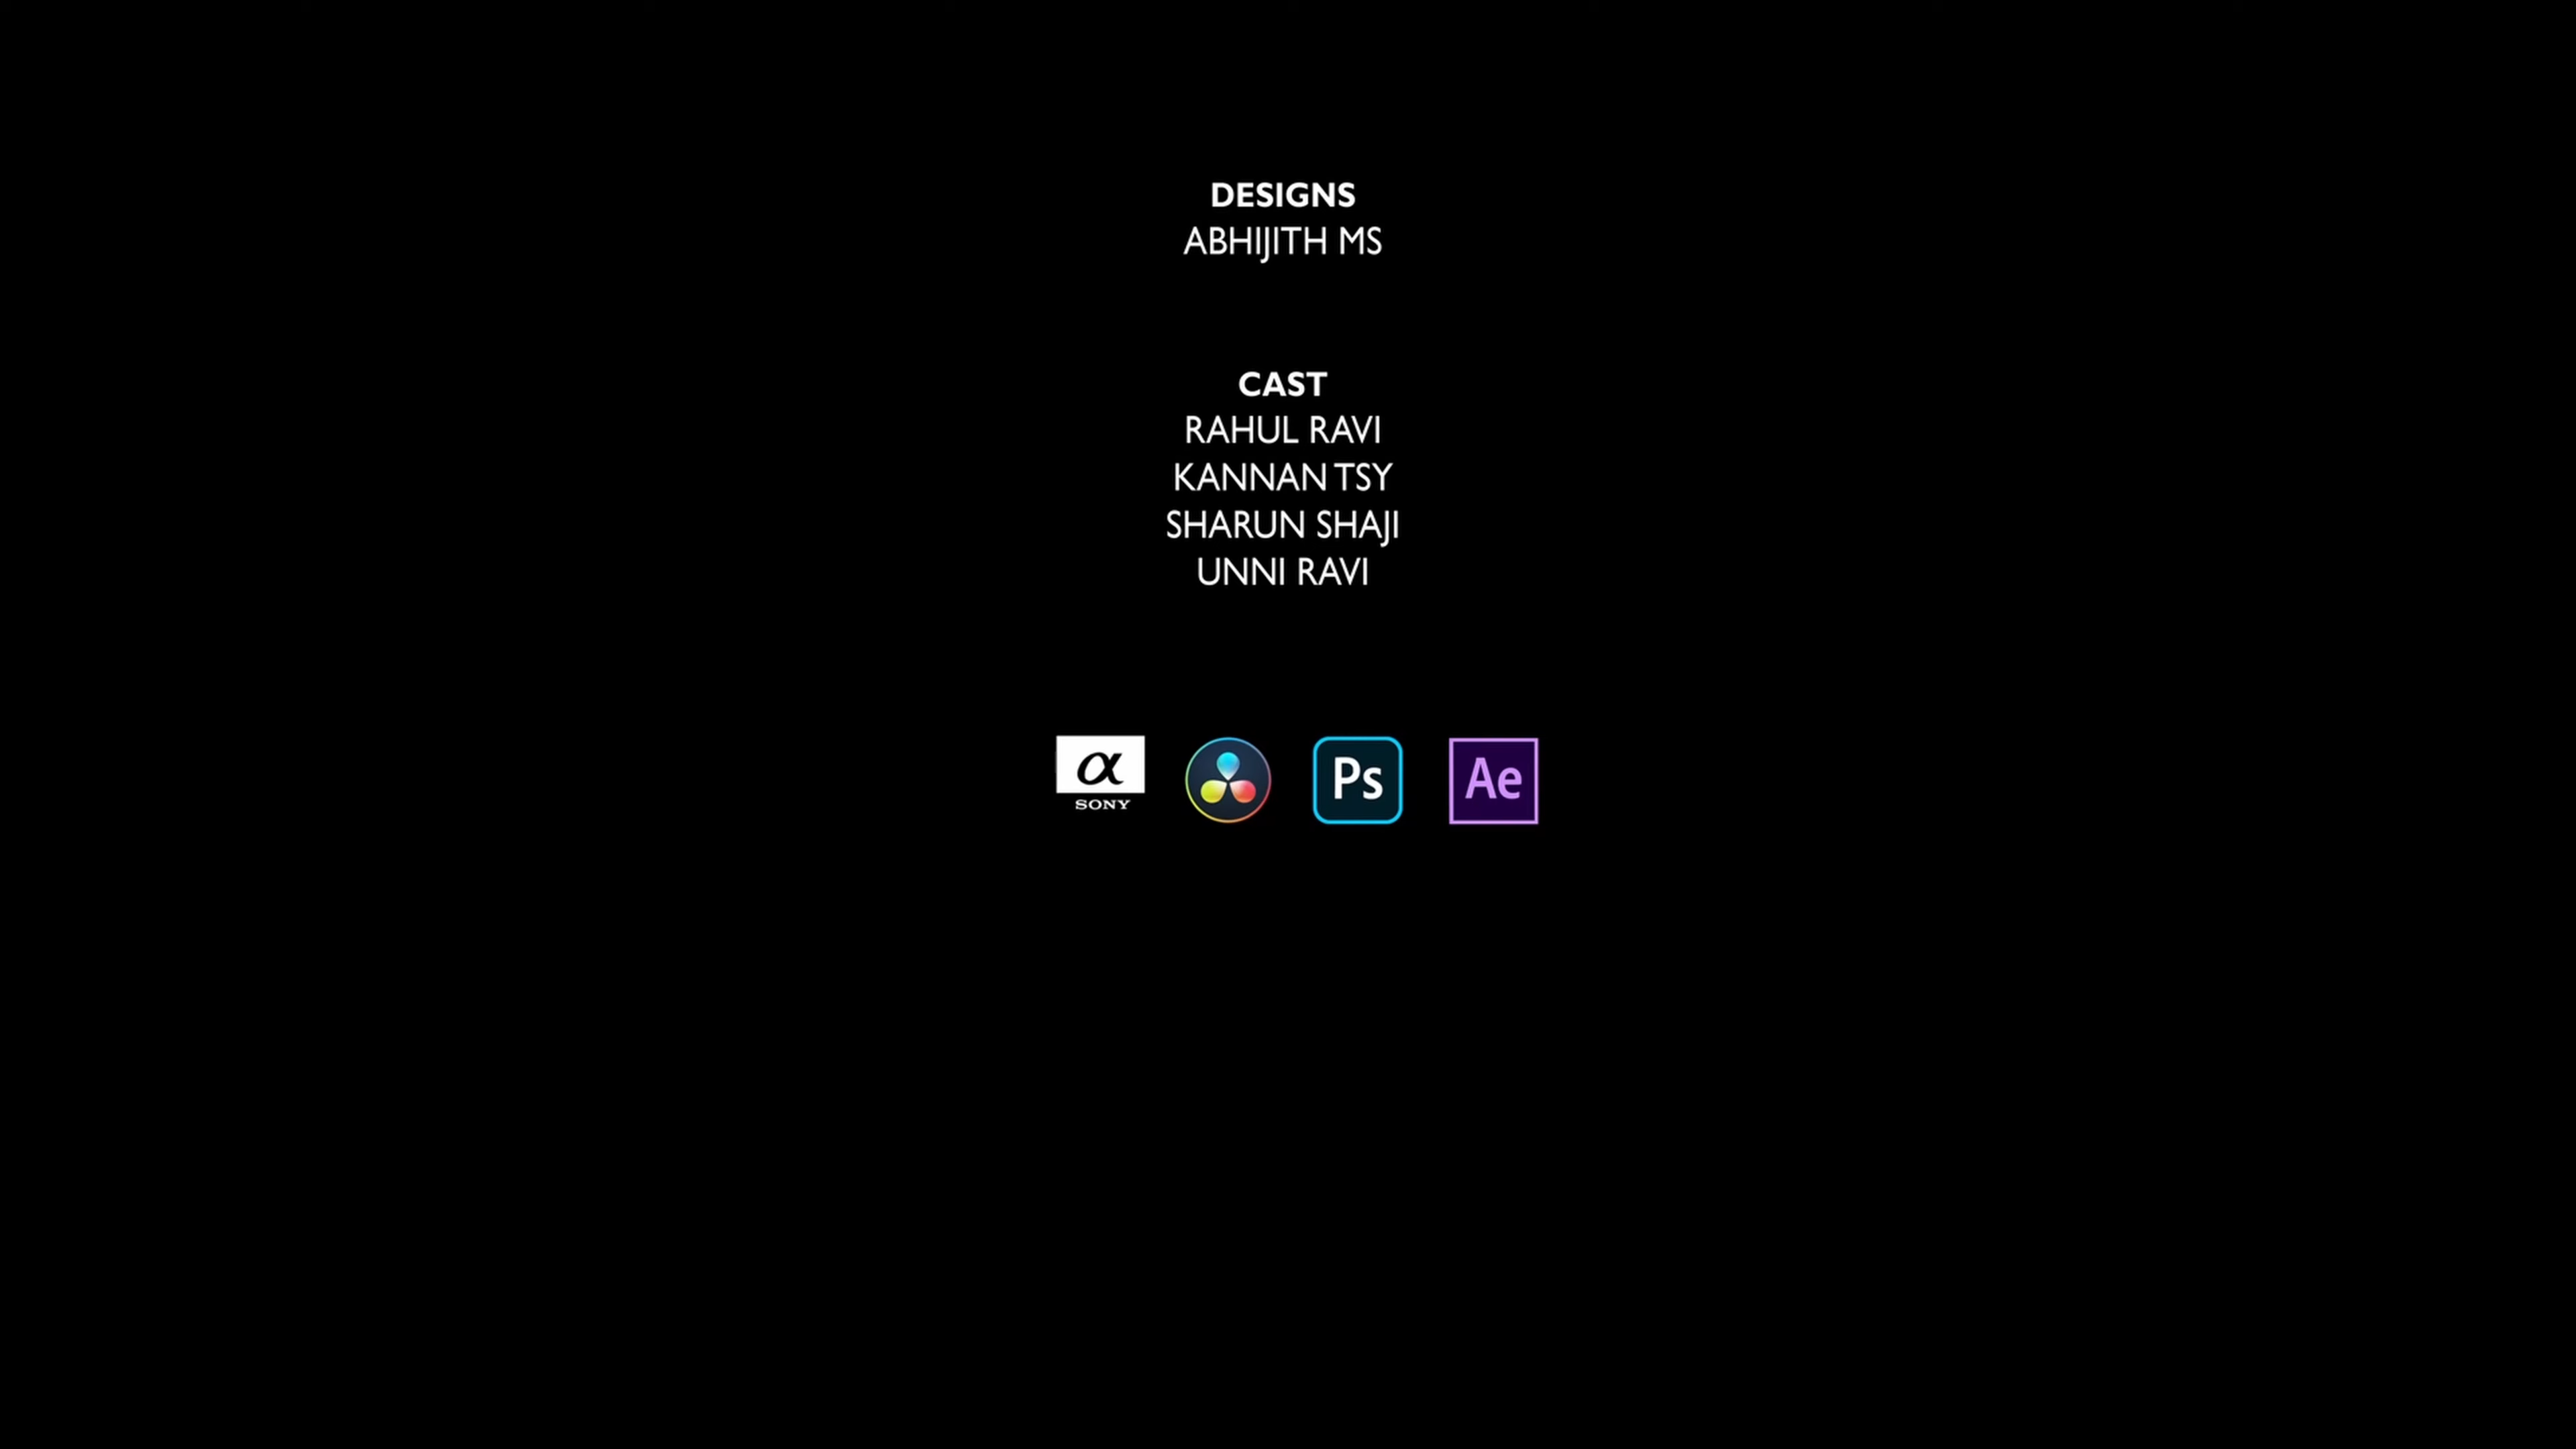 DESIGNS
ABHIJITH MS
CAST
RAHUL RAVI
KANNAN TSY
SHARUN SHAJI
UNNI RAVI
α
SONY
Ps
Ae